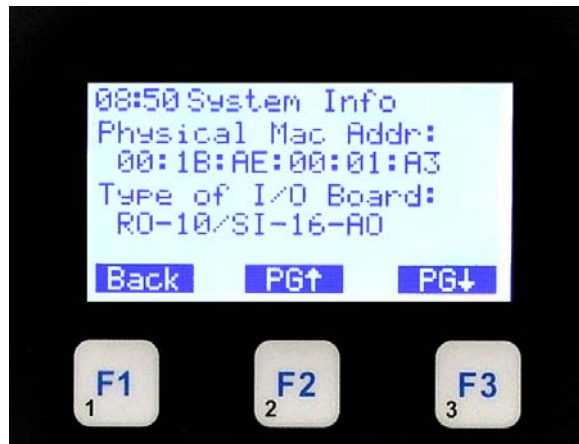 08:50 System Info
Physical Mac Addr:
00:1B:AE:00:01:A3
Type of I/O Board:
RO-10/SI-16-AO
Back PG↑ PG↓
F1 F2 F3
1 2 3